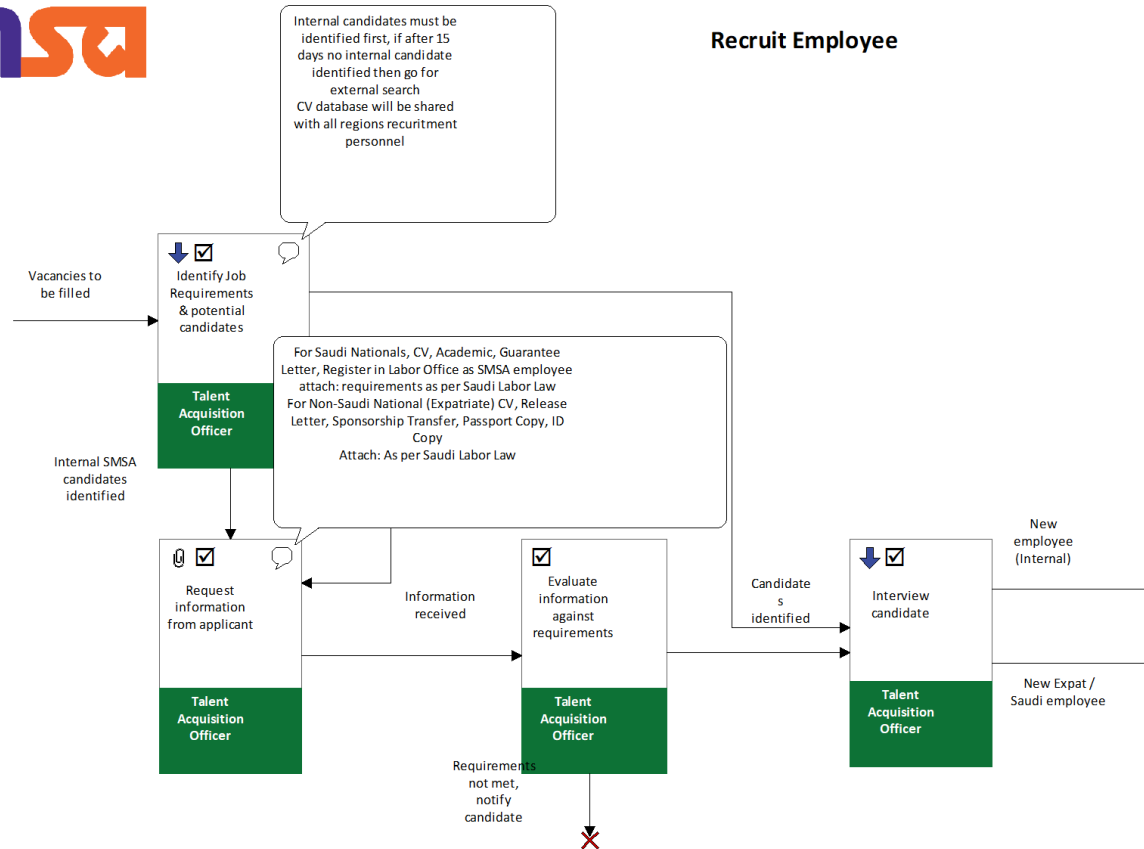 sa
Recruit Employee
Internal candidates must be
identified first, if after 15
days no internal candidate
identified then go for
external search
CV database will be shared
with all regions recuritment
personnel
Vacancies to
be filled
Identify Job
Requirements
& potential
candidates
Talent
Acquisition
Officer
For Saudi Nationals, CV, Academic, Guarantee
Letter, Register in Labor Office as SMSA employee
attach: requirements as per Saudi Labor Law
For Non-Saudi National (Expatriate) CV, Release
Letter, Sponsorship Transfer, Passport Copy, ID
Copy
Attach: As per Saudi Labor Law
Internal SMSA
candidates
identified
Request
information
from applicant
Talent
Acquisition
Officer
Information
received
Evaluate
information
against
requirements
Talent
Acquisition
Officer
Requirements
not met,
notify
candidate
Candidate
s
identified
Interview
candidate
Talent
Acquisition
Officer
New
employee
(Internal)
New Expat /
Saudi employee